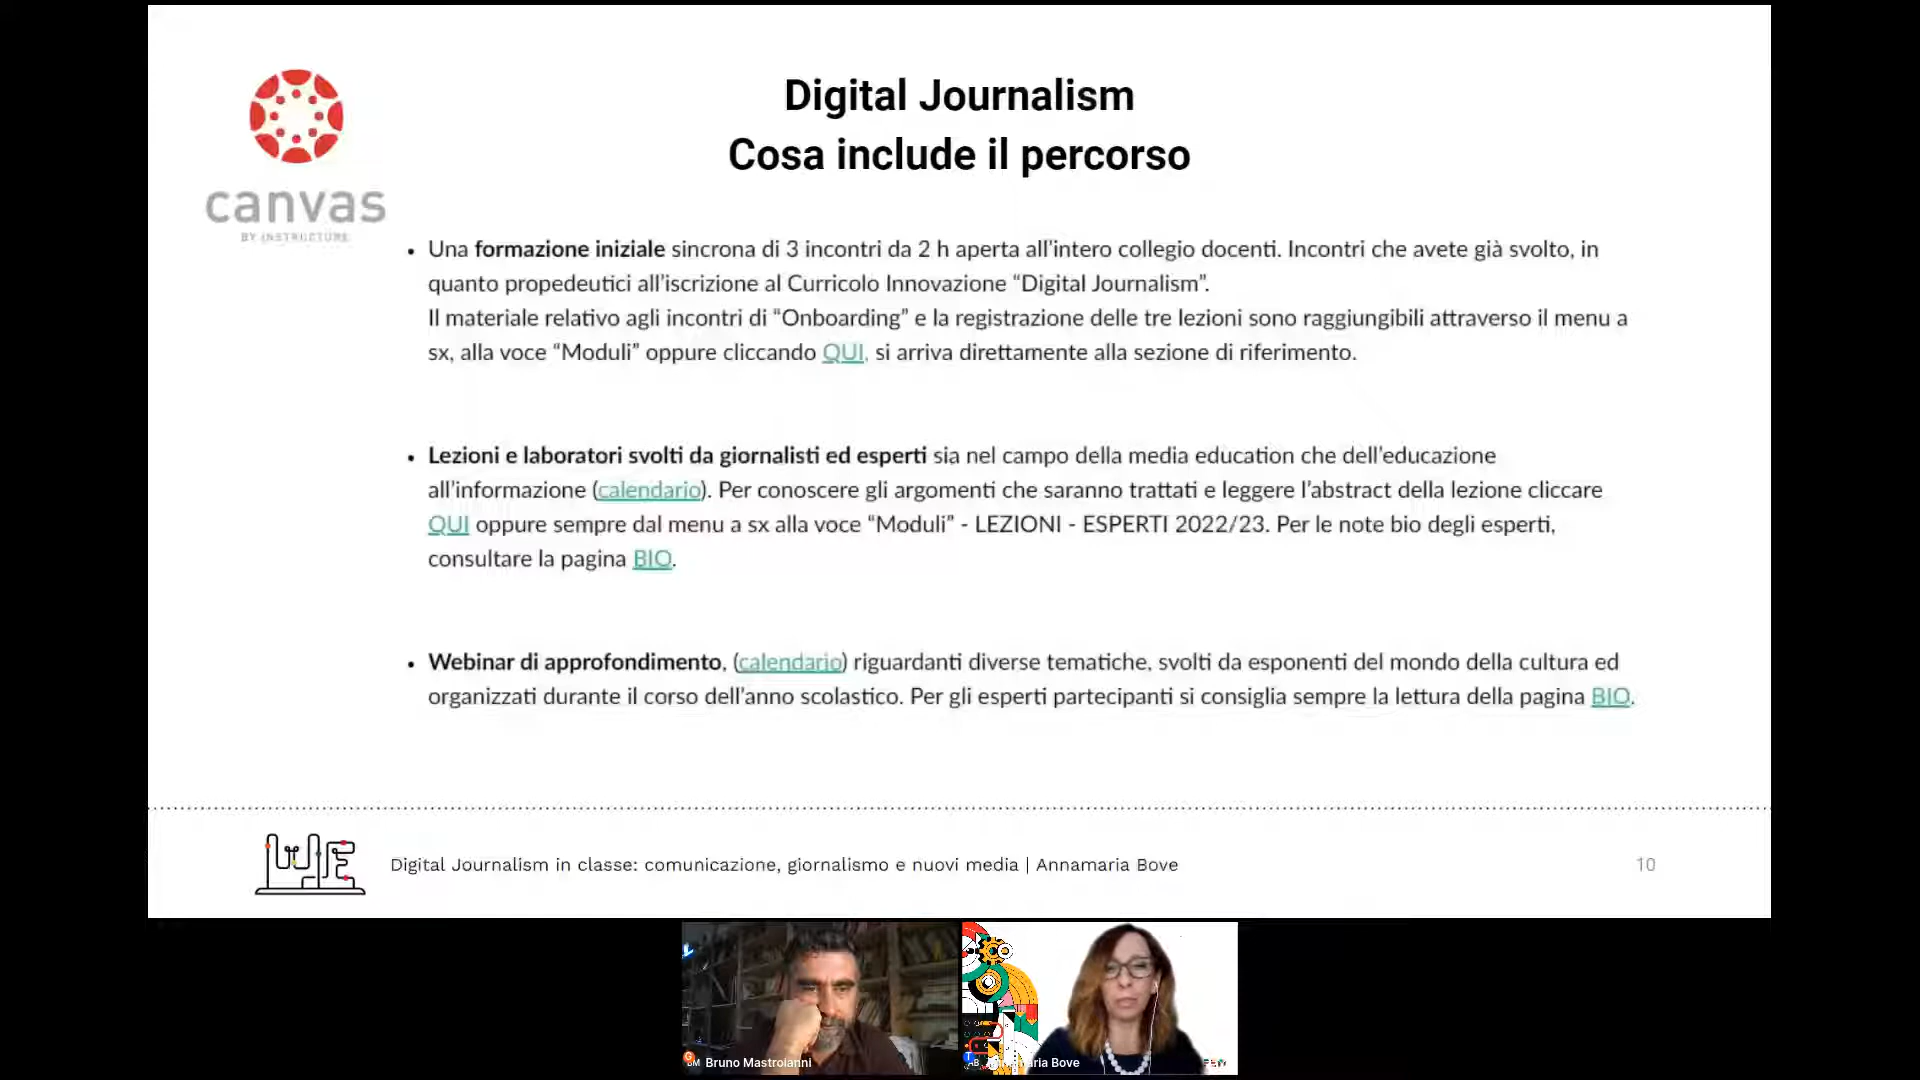 Digital Journalism
Cosa include il percorso
canvas
BY INSTRUCTURE
• Una formazione iniziale sincrona di 3 incontri da 2 h aperta all’intero collegio docenti. Incontri che avete già svolto, in
quanto propedeutici all’iscrizione al Curricolo Innovazione “Digital Journalism”.
Il materiale relativo agli incontri di “Onboarding” e la registrazione delle tre lezioni sono raggiungibili attraverso il menu a
sx, alla voce “Moduli” oppure cliccando QUI, si arriva direttamente alla sezione di riferimento.
• Lezioni e laboratori svolti da giornalisti ed esperti sia nel campo della media education che dell’educazione
all’informazione (calendario). Per conoscere gli argomenti che saranno trattati e leggere l’abstract della lezione cliccare
QUI oppure sempre dal menu a sx alla voce “Moduli” - LEZIONI - ESPERTI 2022/23. Per le note bio degli esperti,
consultare la pagina BIO.
• Webinar di approfondimento, (calendario) riguardanti diverse tematiche, svolti da esponenti del mondo della cultura ed
organizzati durante il corso dell’anno scolastico. Per gli esperti partecipanti si consiglia sempre la lettura della pagina BIO.
Digital Journalism in classe: comunicazione, giornalismo e nuovi media | Annamaria Bove
10
BM Bruno Mastroianni
AB Bove